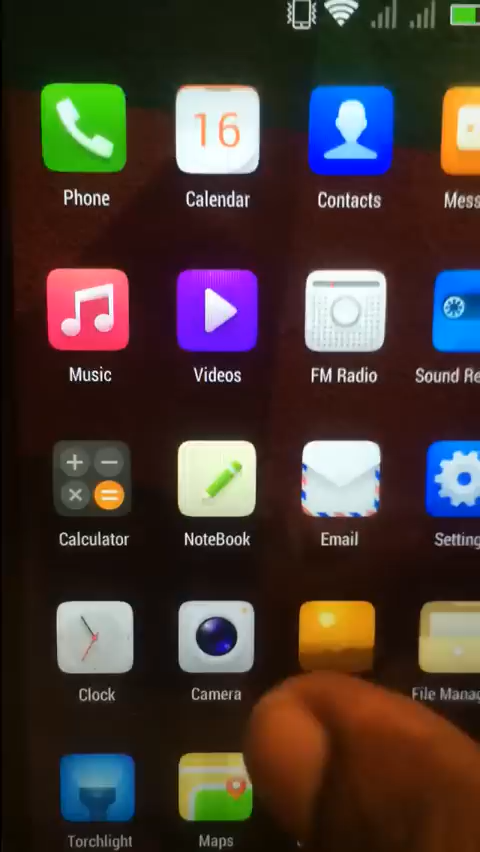 16
Phone
Calendar
Contacts
Mess
Music
Videos
FM Radio
Sound Re
Calculator
NoteBook
Email
Setting
Clock
Camera
File Manag
Torchlight
Maps